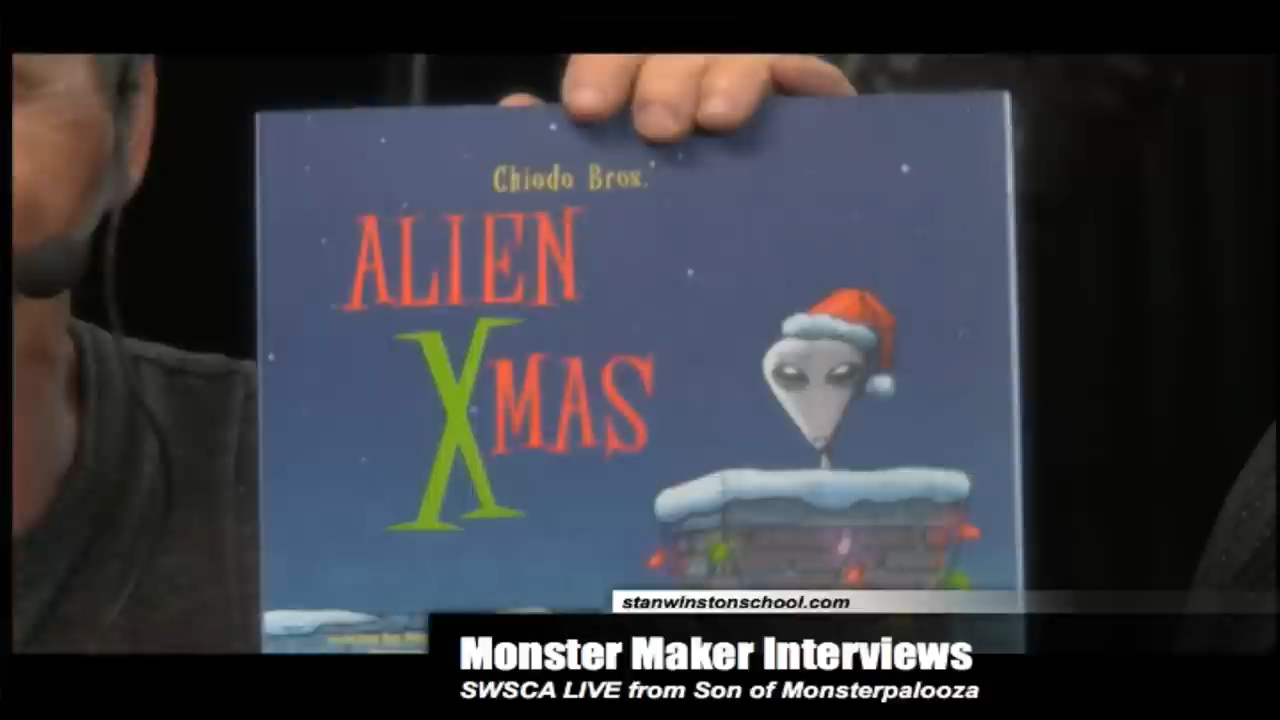 Chiodo Bros.
ALIEN
XMAS
stanwinstonschool.com
Monster Maker Interviews
SWSCA LIVE from Son of Monsterpalooza